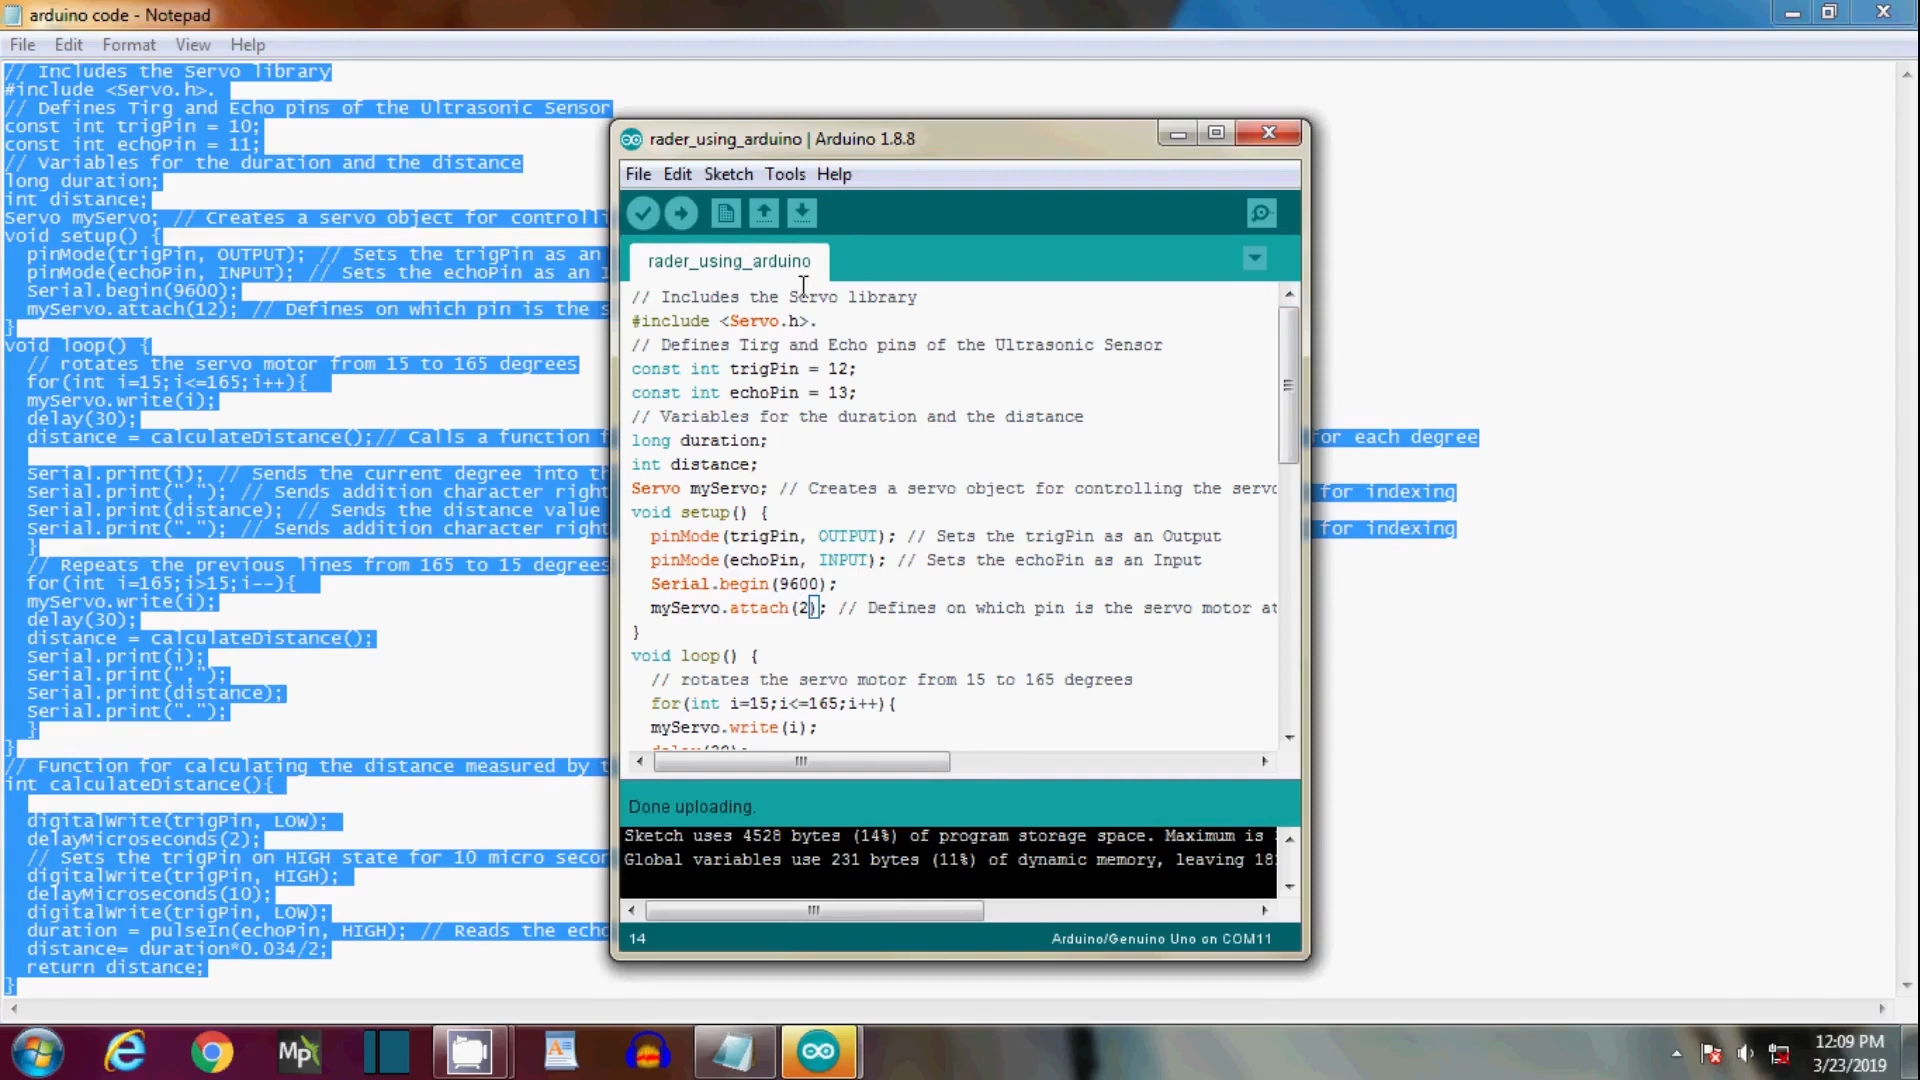 arduino code - Notepad
File Edit Format View Help
// Includes the Servo library
#include <Servo.h>.
// Defines Tirg and Echo pins of the Ultrasonic Sensor
const int trigPin = 10;
const int echoPin = 11;
// Variables for the duration and the distance
long duration;
int distance;
Servo myServo; // Creates a servo object for controlli
void setup() {
pinMode(trigPin, OUTPUT); // Sets the trigPin as an
pinMode(echoPin, INPUT); // Sets the echoPin as an I
Serial.begin(9600);
myServo.attach(12); // Defines on which pin is the s
}
void loop() {
// rotates the servo motor from 15 to 165 degrees
for(int i=15;i<=165;i++){
myServo.write(i);
delay(30);
distance = calculateDistance();// Calls a function f
for each degree
Serial.print(i); // Sends the current degree into th
Serial.print(","); // Sends addition character right
for indexing
Serial.print(distance); // Sends the distance value
Serial.print("."); // Sends addition character right
for indexing
}
// Repeats the previous lines from 165 to 15 degrees
for(int i=165;i>15;i--){
myServo.write(i);
delay(30);
distance = calculateDistance();
Serial.print(i);
Serial.print(",");
Serial.print(distance);
Serial.print(".");
}
}
// Function for calculating the distance measured by t
int calculateDistance(){
digitalWrite(trigPin, LOW);
delayMicroseconds(2);
// Sets the trigPin on HIGH state for 10 micro secon
digitalWrite(trigPin, HIGH);
delayMicroseconds(10);
digitalWrite(trigPin, LOW);
duration = pulseIn(echoPin, HIGH); // Reads the echo
distance= duration*0.034/2;
return distance;
}
rader_using_arduino | Arduino 1.8.8
File Edit Sketch Tools Help
rader_using_arduino
// Includes the Servo library
#include <Servo.h>.
// Defines Tirg and Echo pins of the Ultrasonic Sensor
const int trigPin = 12;
const int echoPin = 13;
// Variables for the duration and the distance
long duration;
int distance;
Servo myServo; // Creates a servo object for controlling the servo
void setup() {
pinMode(trigPin, OUTPUT); // Sets the trigPin as an Output
pinMode(echoPin, INPUT); // Sets the echoPin as an Input
Serial.begin(9600);
myServo.attach(2); // Defines on which pin is the servo motor at
}
void loop() {
// rotates the servo motor from 15 to 165 degrees
for(int i=15;i<=165;i++){
myServo.write(i);
Done uploading.
Sketch uses 4528 bytes (14%) of program storage space. Maximum is
Global variables use 231 bytes (11%) of dynamic memory, leaving 18
14
Arduino/Genuino Uno on COM11
Mp
12:09 PM
3/23/2019